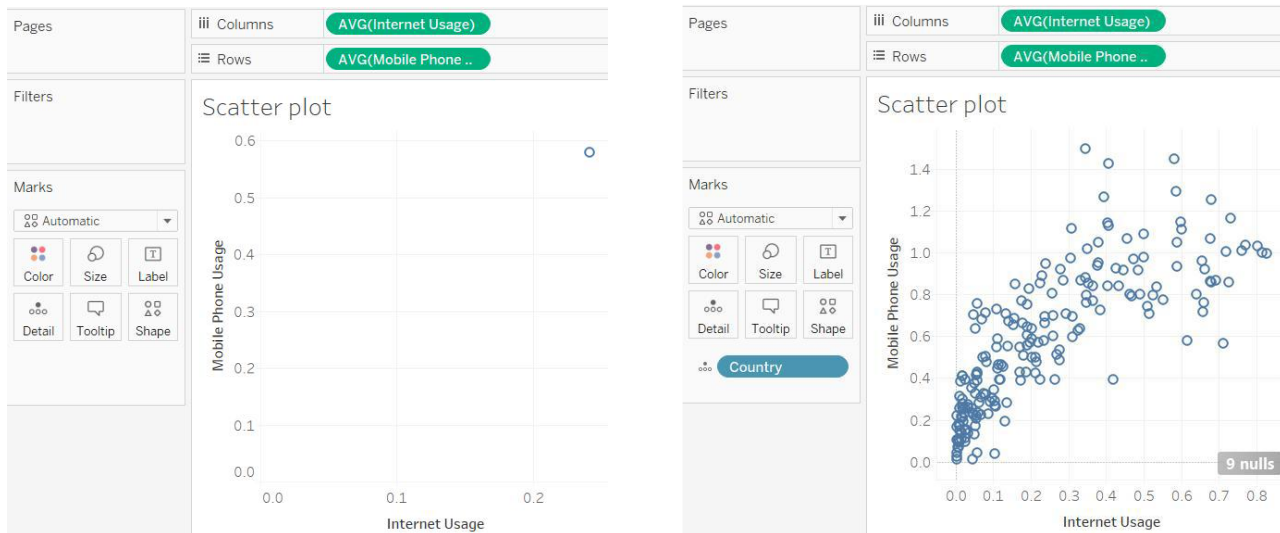 Pages
Columns
AVG(Internet Usage)
Rows
AVG(Mobile Phone ..
Filters
Scatter plot
Marks
Automatic
Color
Size
Label
Detail
Tooltip
Shape
0.6
0.5
0.4
0.3
0.2
0.1
0.0
Mobile Phone Usage
0.0 0.1 0.2
Internet Usage
Pages
Columns
AVG(Internet Usage)
Rows
AVG(Mobile Phone ..
Filters
Scatter plot
Marks
Automatic
Color
Size
Label
Detail
Tooltip
Shape
Country
1.4
1.2
1.0
0.8
0.6
0.4
0.2
0.0
Mobile Phone Usage
9 nulls
0.0 0.1 0.2 0.3 0.4 0.5 0.6 0.7 0.8
Internet Usage